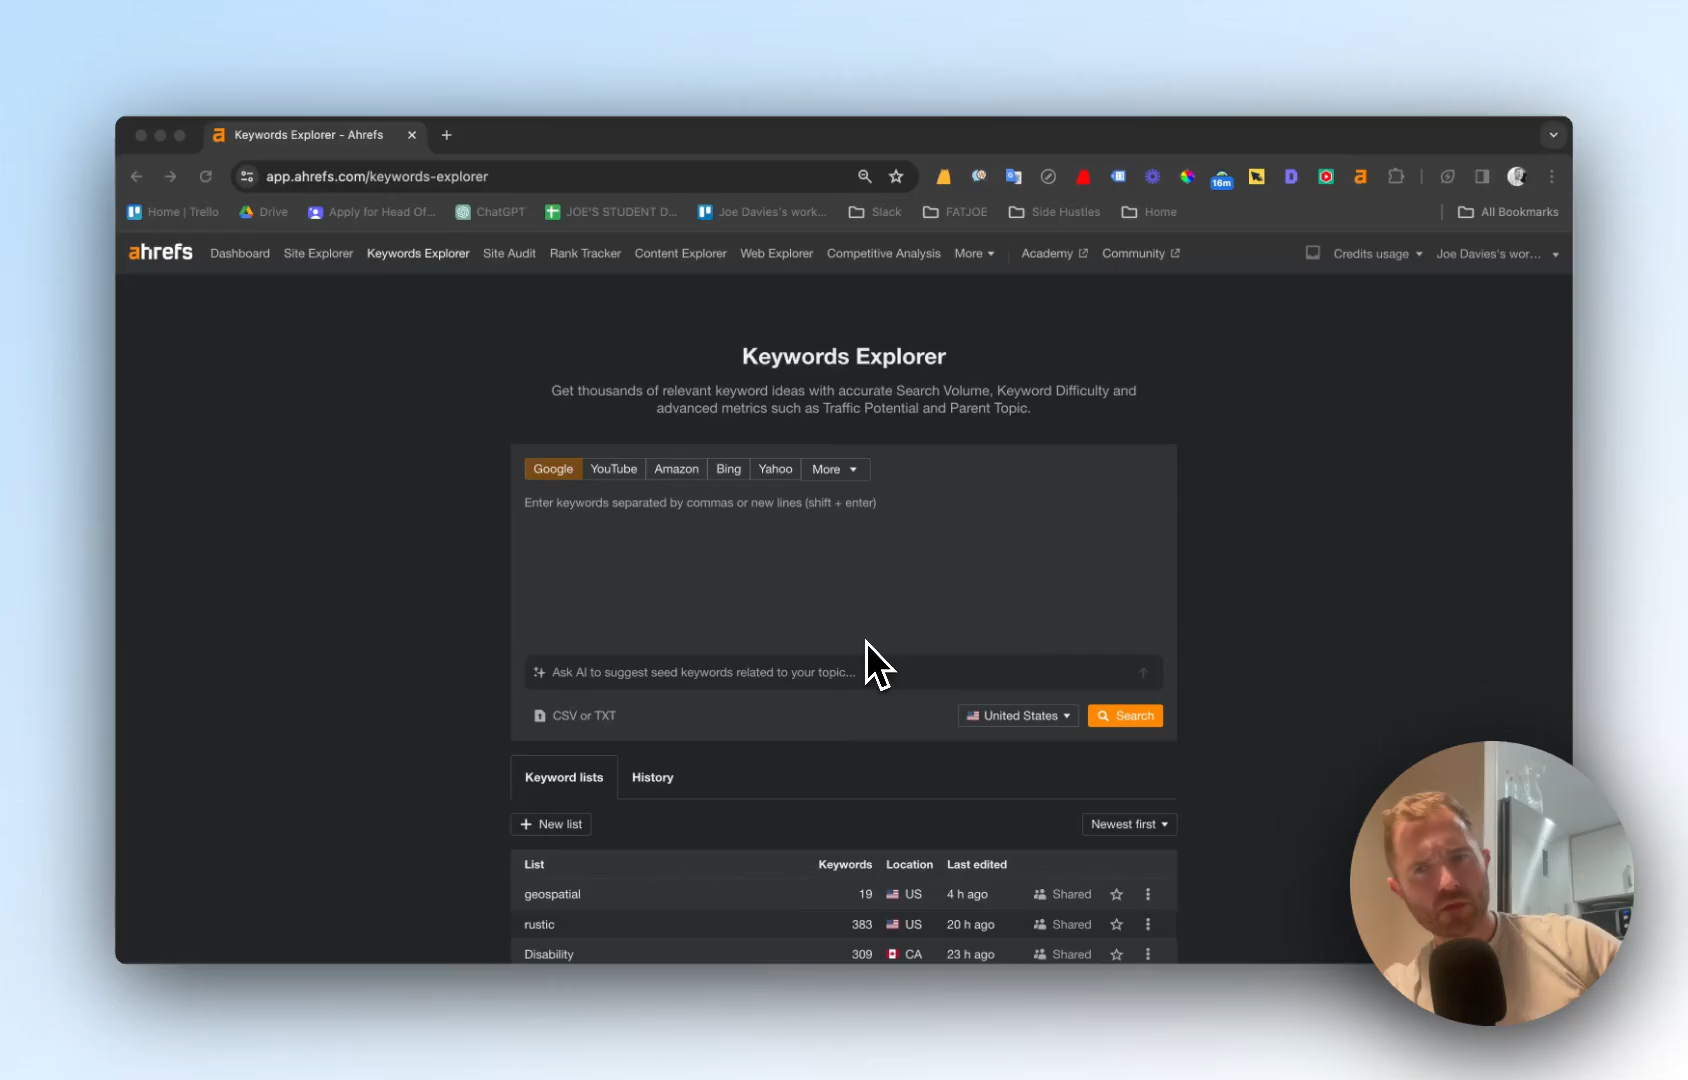 Keywords Explorer - Ahrefs
app.ahrefs.com/keywords-explorer
16m
Home | Trello Drive Apply for Head Of... ChatGPT JOE'S STUDENT D... Joe Davies's work... Slack FATJOE Side Hustles Home All Bookmarks
ahrefs Dashboard Site Explorer Keywords Explorer Site Audit Rank Tracker Content Explorer Web Explorer Competitive Analysis More Academy Community Credits usage Joe Davies's wor...
Keywords Explorer
Get thousands of relevant keyword ideas with accurate Search Volume, Keyword Difficulty and
advanced metrics such as Traffic Potential and Parent Topic.
Google YouTube Amazon Bing Yahoo More
Enter keywords separated by commas or new lines (shift + enter)
Ask AI to suggest seed keywords related to your topic...
CSV or TXT United States Search
Keyword lists History
New list Newest first
List Keywords Location Last edited
geospatial 19 US 4 h ago Shared
rustic 383 US 20 h ago Shared
Disability 309 CA 23 h ago Shared